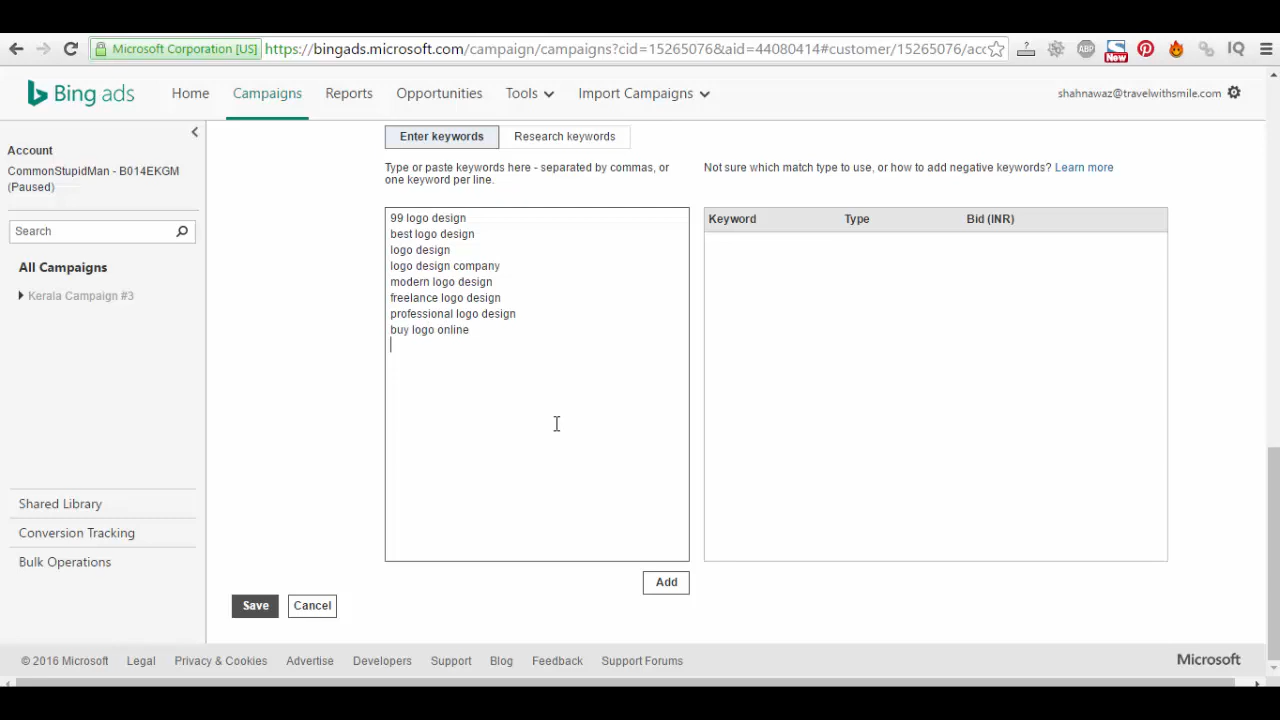 Microsoft Corporation [US] https://bingads.microsoft.com/campaign/campaigns?cid=15265076&aid=44080414#customer/15265076/acc
ABP New IQ
Bing ads Home Campaigns Reports Opportunities Tools Import Campaigns shahnawaz@travelwithsmile.com
Enter keywords Research keywords
Account
CommonStupidMan - B014EKGM
(Paused)
Type or paste keywords here - separated by commas, or
one keyword per line.
Not sure which match type to use, or how to add negative keywords? Learn more
Search
All Campaigns
Kerala Campaign #3
99 logo design
best logo design
logo design
logo design company
modern logo design
freelance logo design
professional logo design
buy logo online
Keyword Type Bid (INR)
Shared Library
Conversion Tracking
Bulk Operations
Add
Save Cancel
© 2016 Microsoft Legal Privacy & Cookies Advertise Developers Support Blog Feedback Support Forums Microsoft